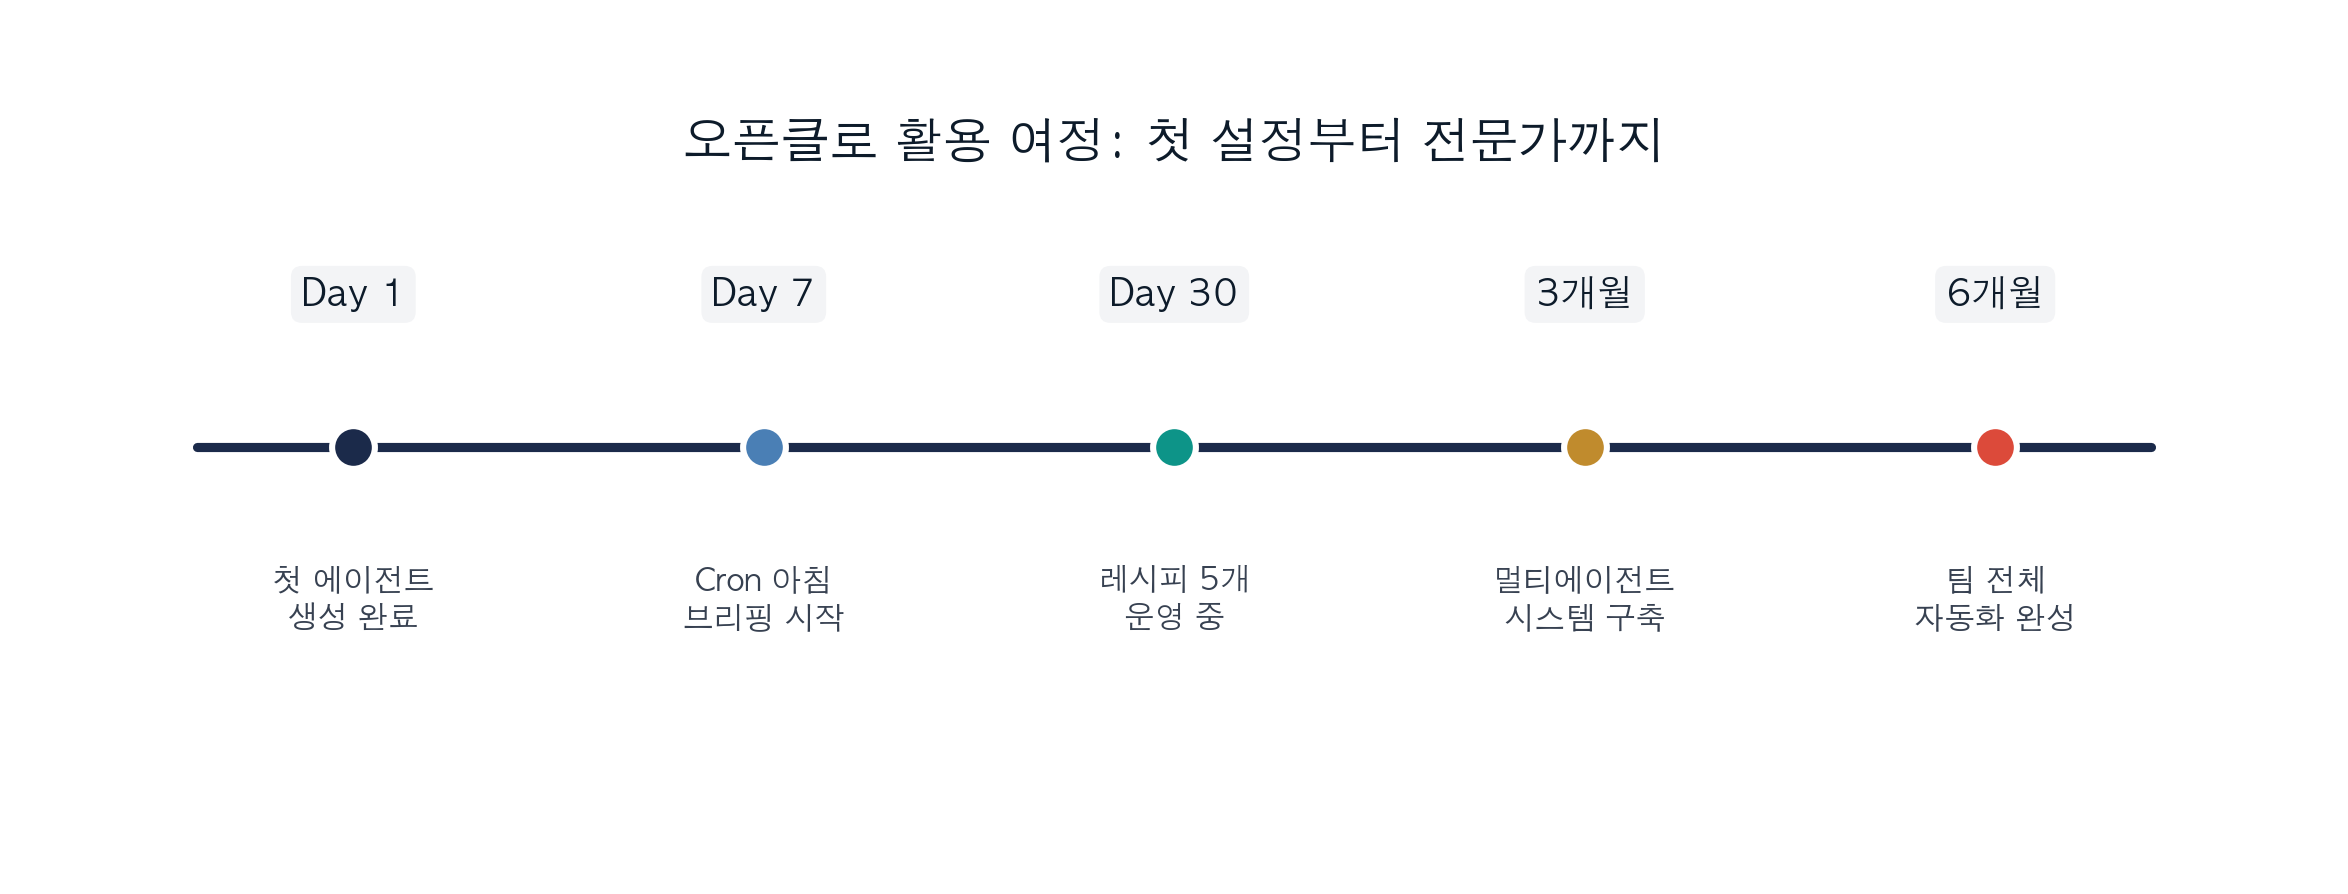 오픈클로 활용 여정: 첫 설정부터 전문가까지
Day 1
Day 7
Day 30
3개월
6개월
첫 에이전트
생성 완료
Cron 아침
브리핑 시작
레시피 5개
운영 중
멀티에이전트
시스템 구축
팀 전체
자동화 완성